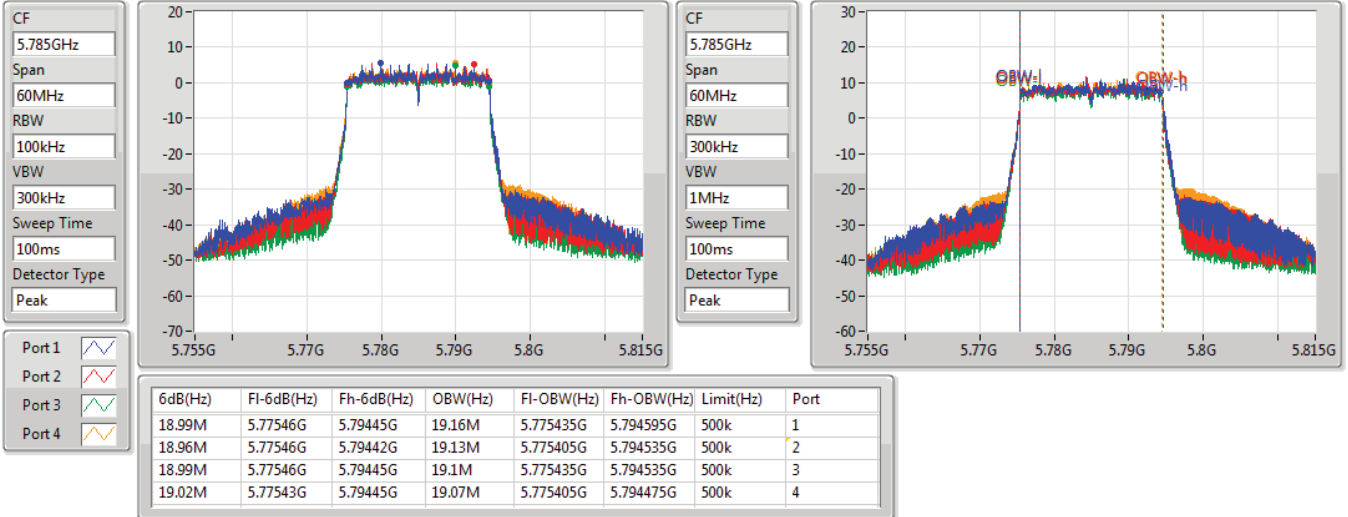 CF
5.785GHz
Span
60MHz
RBW
100kHz
VBW
300kHz
Sweep Time
100ms
Detector Type
Peak
20
10
0
-10
-20
-30
-40
-50
-60
-70
5.755G 5.77G 5.78G 5.79G 5.8G 5.815G
CF
5.785GHz
Span
60MHz
RBW
300kHz
VBW
1MHz
Sweep Time
100ms
Detector Type
Peak
30
20
10
0
-10
-20
-30
-40
-50
-60
OBW-l OBW-h
5.755G 5.77G 5.78G 5.79G 5.8G 5.815G
Port 1
Port 2
Port 3
Port 4
6dB(Hz) Fl-6dB(Hz) Fh-6dB(Hz) OBW(Hz) Fl-OBW(Hz) Fh-OBW(Hz) Limit(Hz) Port
18.99M 5.77546G 5.79445G 19.16M 5.775435G 5.794595G 500k 1
18.96M 5.77546G 5.79442G 19.13M 5.775405G 5.794535G 500k 2
18.99M 5.77546G 5.79445G 19.1M 5.775435G 5.794535G 500k 3
19.02M 5.77543G 5.79445G 19.07M 5.775405G 5.794475G 500k 4